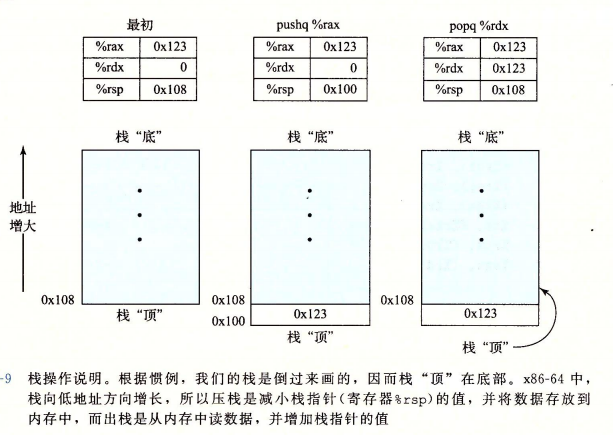 最初
%rax 0x123
%rdx 0
%rsp 0x108
pushq %rax
%rax 0x123
%rdx 0
%rsp 0x100
popq %rdx
%rax 0x123
%rdx 0x123
%rsp 0x108
栈“底”
栈“底”
栈“底”
地址
增大
0x108
栈“顶”
0x108
0x100
0x123
栈“顶”
0x108
0x123
栈“顶”
-9 栈操作说明。根据惯例，我们的栈是倒过来画的，因而栈“顶”在底部。x86-64 中，
栈向低地址方向增长，所以压栈是减小栈指针(寄存器%rsp)的值，并将数据存放到
内存中，而出栈是从内存中读数据，并增加栈指针的值